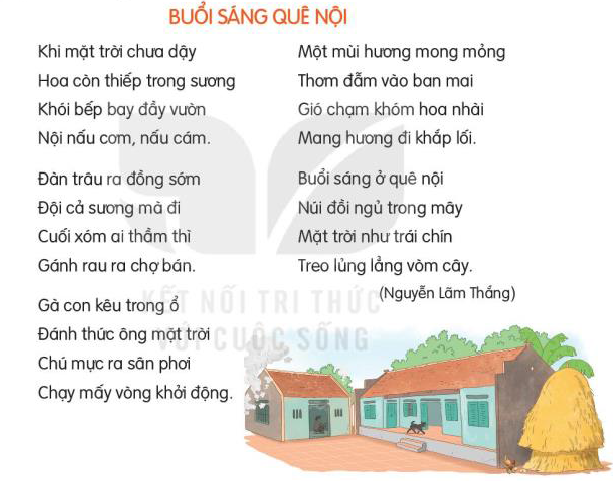 BUỔI SÁNG QUÊ NỘI
Khi mặt trời chưa dậy
Hoa còn thiếp trong sương
Khói bếp bay đầy vườn
Nội nấu cơm, nấu cám.
Đàn trâu ra đồng sớm
Đội cả sương mà đi
Cuối xóm ai thầm thì
Gánh rau ra chợ bán.
Gà con kêu trong ổ
Đánh thức ông mặt trời
Chú mực ra sân phơi
Chạy mấy vòng khởi động.
Một mùi hương mong mỏng
Thơm đẫm vào ban mai
Gió chạm khóm hoa nhài
Mang hương đi khắp lối.
Buổi sáng ở quê nội
Núi đồi ngủ trong mây
Mặt trời như trái chín
Treo lủng lẳng vòm cây.
(Nguyễn Lãm Thắng)
KẾT NỐI TRI THỨC
VỚI CUỘC SỐNG